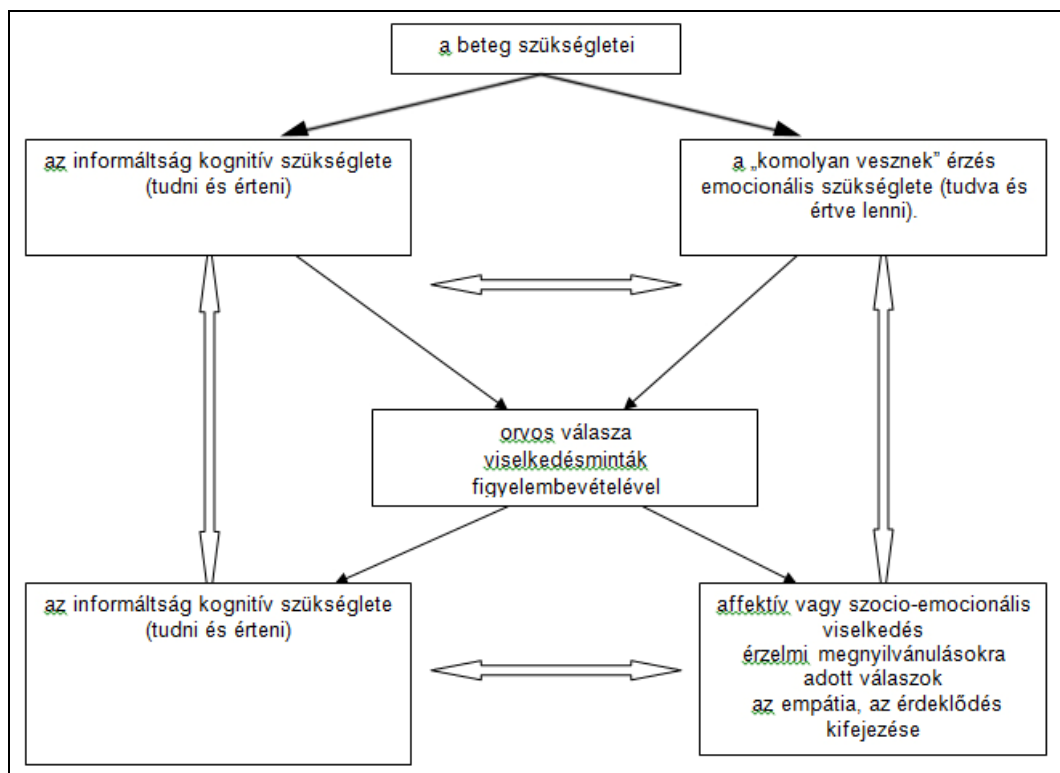 a beteg szükségletei
az informáltság kognitív szükséglete
(tudni és érteni)
a „komolyan vesznek” érzés
emocionális szükséglete (tudva és
értve lenni).
orvos válasza
viselkedésminták
figyelembevételével
az informáltság kognitív szükséglete
(tudni és érteni)
affektív vagy szocio-emocionális
viselkedés
érzelmi megnyilvánulásokra
adott válaszok
az empátia, az érdeklődés
kifejezése